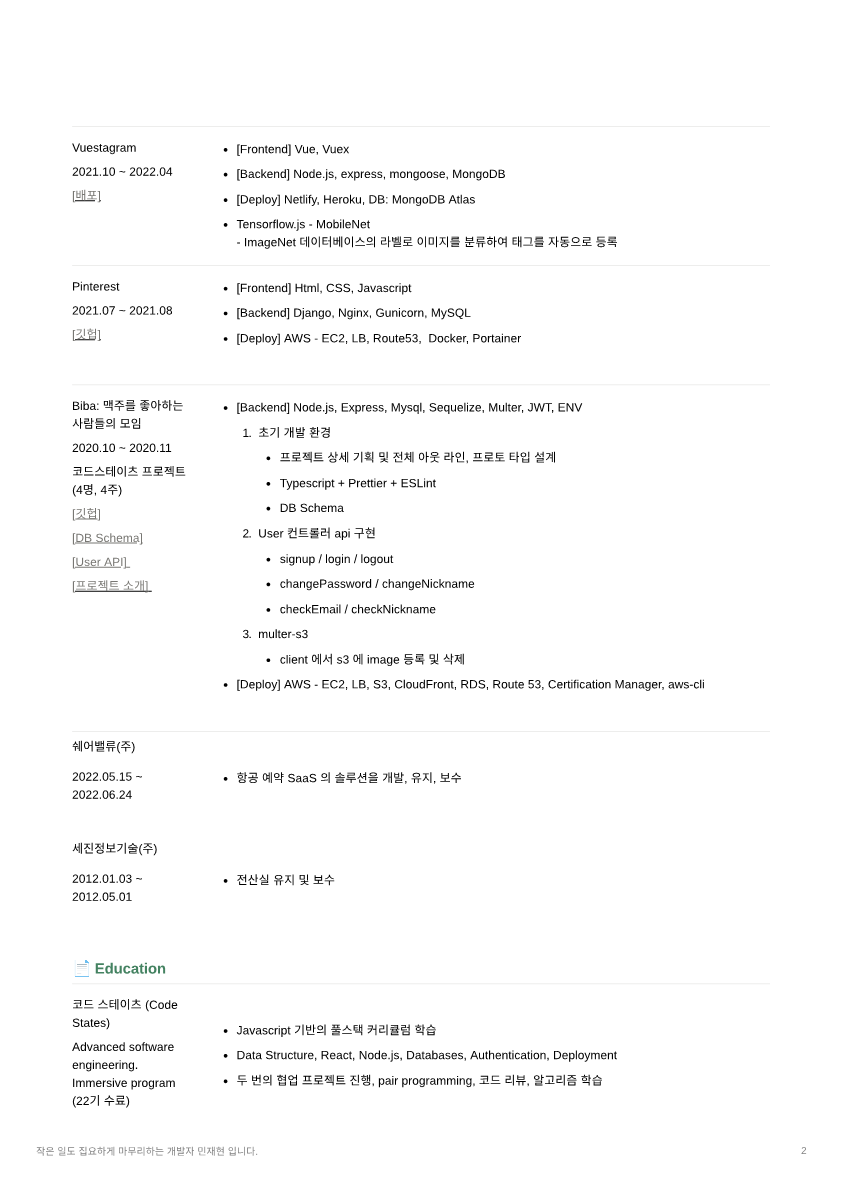 Vuestagram
2021.10 ~ 2022.04
[배포]
• [Frontend] Vue, Vuex
• [Backend] Node.js, express, mongoose, MongoDB
• [Deploy] Netlify, Heroku, DB: MongoDB Atlas
• Tensorflow.js - MobileNet
- ImageNet 데이터베이스의 라벨로 이미지를 분류하여 태그를 자동으로 등록
Pinterest
2021.07 ~ 2021.08
[깃헙]
• [Frontend] Html, CSS, Javascript
• [Backend] Django, Nginx, Gunicorn, MySQL
• [Deploy] AWS - EC2, LB, Route53,  Docker, Portainer
Biba: 맥주를 좋아하는
사람들의 모임
2020.10 ~ 2020.11
코드스테이츠 프로젝트
(4명, 4주)
[깃헙]
[DB Schema]
[User API]
[프로젝트 소개]
• [Backend] Node.js, Express, Mysql, Sequelize, Multer, JWT, ENV
1. 초기 개발 환경
• 프로젝트 상세 기획 및 전체 아웃 라인, 프로토 타입 설계
• Typescript + Prettier + ESLint
• DB Schema
2. User 컨트롤러 api 구현
• signup / login / logout
• changePassword / changeNickname
• checkEmail / checkNickname
3. multer-s3
• client 에서 s3 에 image 등록 및 삭제
• [Deploy] AWS - EC2, LB, S3, CloudFront, RDS, Route 53, Certification Manager, aws-cli
쉐어밸류(주)
2022.05.15 ~
2022.06.24
• 항공 예약 SaaS 의 솔루션을 개발, 유지, 보수
세진정보기술(주)
2012.01.03 ~
2012.05.01
• 전산실 유지 및 보수
Education
코드 스테이츠 (Code
States)
Advanced software
engineering.
Immersive program
(22기 수료)
• Javascript 기반의 풀스택 커리큘럼 학습
• Data Structure, React, Node.js, Databases, Authentication, Deployment
• 두 번의 협업 프로젝트 진행, pair programming, 코드 리뷰, 알고리즘 학습
작은 일도 집요하게 마무리하는 개발자 민재현 입니다.
2